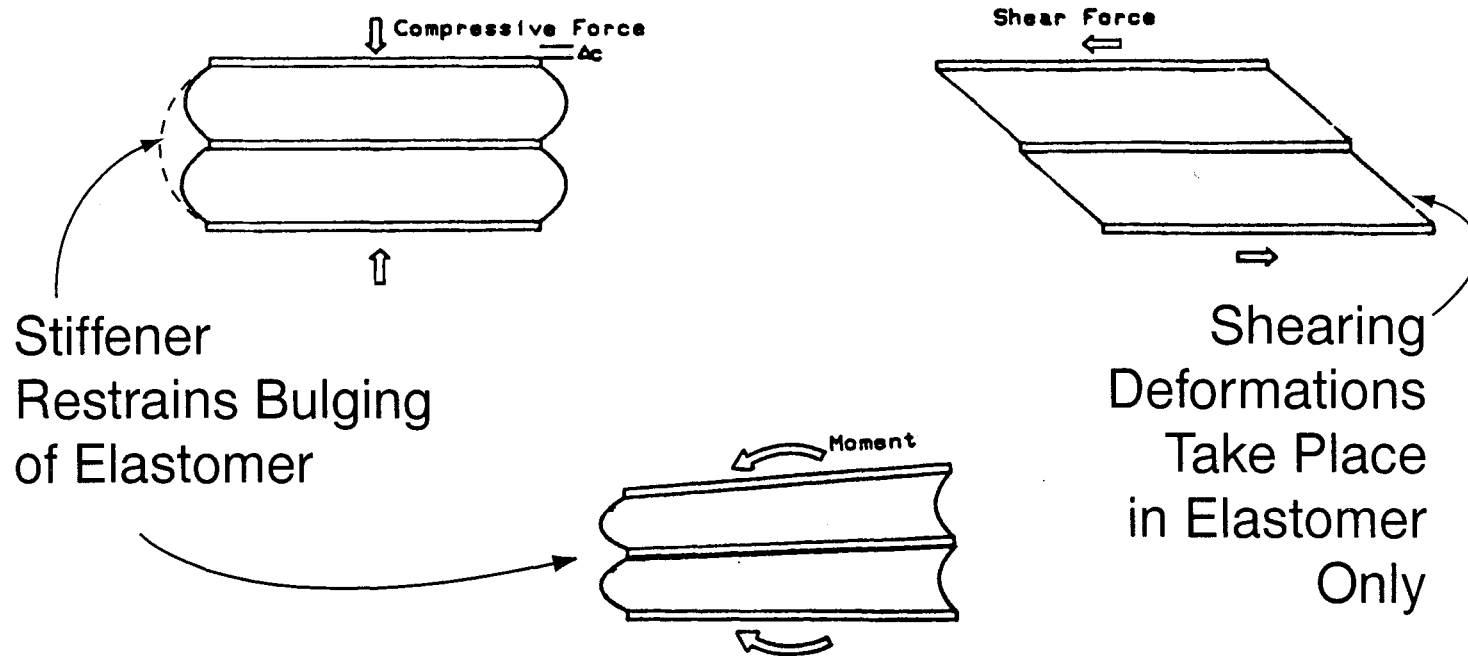 Compressive Force
Δc
Shear Force
Stiffener
Restrains Bulging
of Elastomer
Shearing
Deformations
Take Place
in Elastomer
Only
Moment